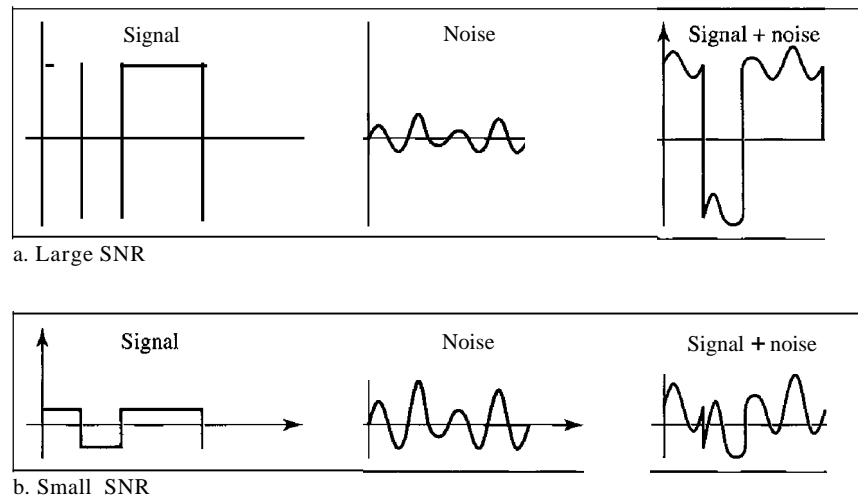 Signal
Noise
Signal + noise
a. Large SNR
Signal
Noise
Signal + noise
b. Small SNR